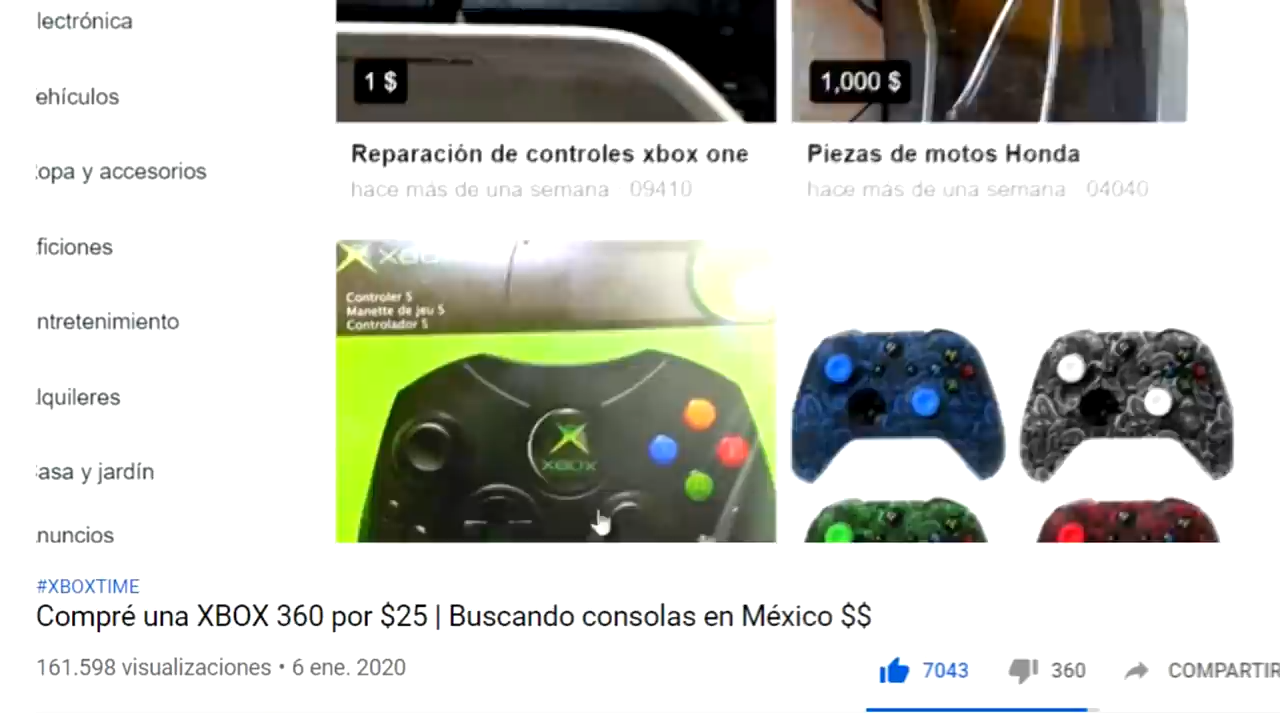 lectrónica
ehículos
opa y accesorios
ficiones
ntretenimiento
lquileres
asa y jardín
nuncios
1 $
1,000 $
Reparación de controles xbox one
Piezas de motos Honda
hace más de una semana 09410
hace más de una semana 04040
Controler S
Manette de jeu S
Controlador S
XBOX
#XBOXTIME
Compré una XBOX 360 por $25 | Buscando consolas en México $$
161.598 visualizaciones • 6 ene. 2020
7043
360
COMPARTIR